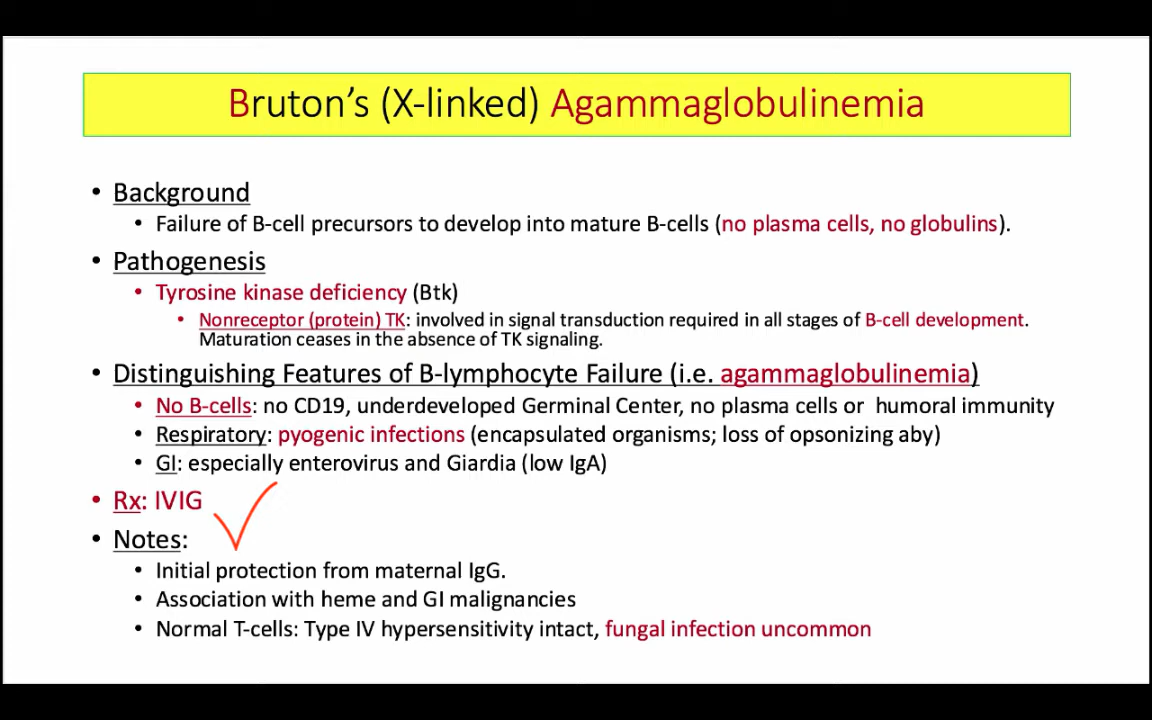 Bruton's (X-linked) Agammaglobulinemia
• Background
• Failure of B-cell precursors to develop into mature B-cells (no plasma cells, no globulins).
• Pathogenesis
• Tyrosine kinase deficiency (Btk)
• Nonreceptor (protein) TK: involved in signal transduction required in all stages of B-cell development.
Maturation ceases in the absence of TK signaling.
• Distinguishing Features of B-lymphocyte Failure (i.e. agammaglobulinemia)
• No B-cells: no CD19, underdeveloped Germinal Center, no plasma cells or humoral immunity
• Respiratory: pyogenic infections (encapsulated organisms; loss of opsonizing aby)
• GI: especially enterovirus and Giardia (low IgA)
• Rx: IVIG
• Notes:
• Initial protection from maternal IgG.
• Association with heme and GI malignancies
• Normal T-cells: Type IV hypersensitivity intact, fungal infection uncommon